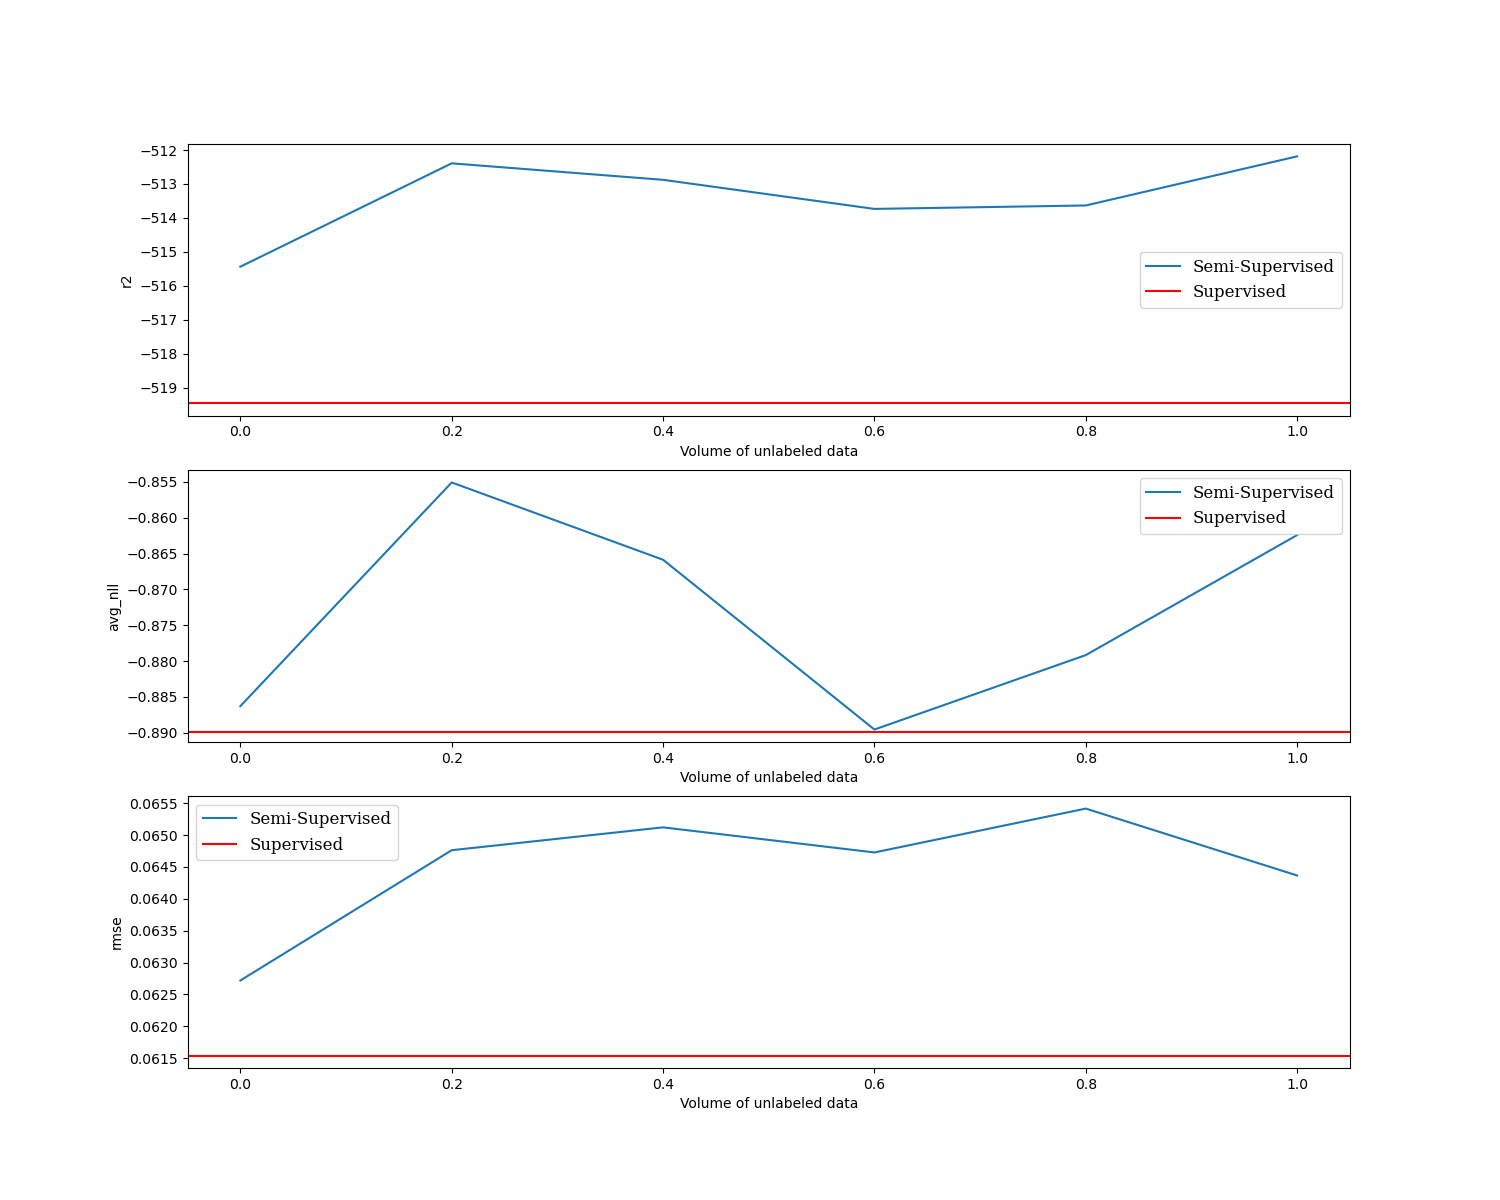 −512
−513
−514
−515
−516
−517
−518
−519
r2
Semi-Supervised
Supervised
0.0 0.2 0.4 0.6 0.8 1.0
Volume of unlabeled data
−0.855
−0.860
−0.865
−0.870
−0.875
−0.880
−0.885
−0.890
avg_nll
Semi-Supervised
Supervised
0.0 0.2 0.4 0.6 0.8 1.0
Volume of unlabeled data
0.0655
0.0650
0.0645
0.0640
0.0635
0.0630
0.0625
0.0620
0.0615
rmse
Semi-Supervised
Supervised
0.0 0.2 0.4 0.6 0.8 1.0
Volume of unlabeled data